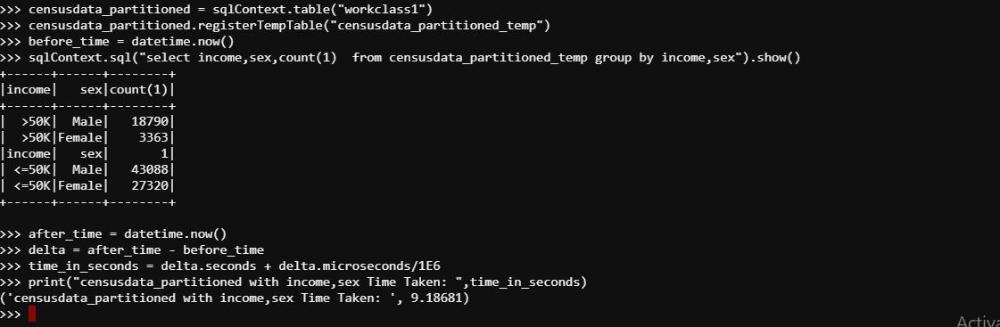 >>> censusdata_partitioned = sqlContext.table("workclass1")
>>> censusdata_partitioned.registerTempTable("censusdata_partitioned_temp")
>>> before_time = datetime.now()
>>> sqlContext.sql("select income,sex,count(1)  from censusdata_partitioned_temp group by income,sex").show()
+------+------+--------+
|income|   sex|count(1)|
+------+------+--------+
|  >50K|  Male|   18790|
|  >50K|Female|    3363|
|income|   sex|       1|
| <=50K|  Male|   43088|
| <=50K|Female|   27320|
+------+------+--------+

>>> after_time = datetime.now()
>>> delta = after_time - before_time
>>> time_in_seconds = delta.seconds + delta.microseconds/1E6
>>> print("censusdata_partitioned with income,sex Time Taken: ",time_in_seconds)
('censusdata_partitioned with income,sex Time Taken: ', 9.18681)
>>>
Activa